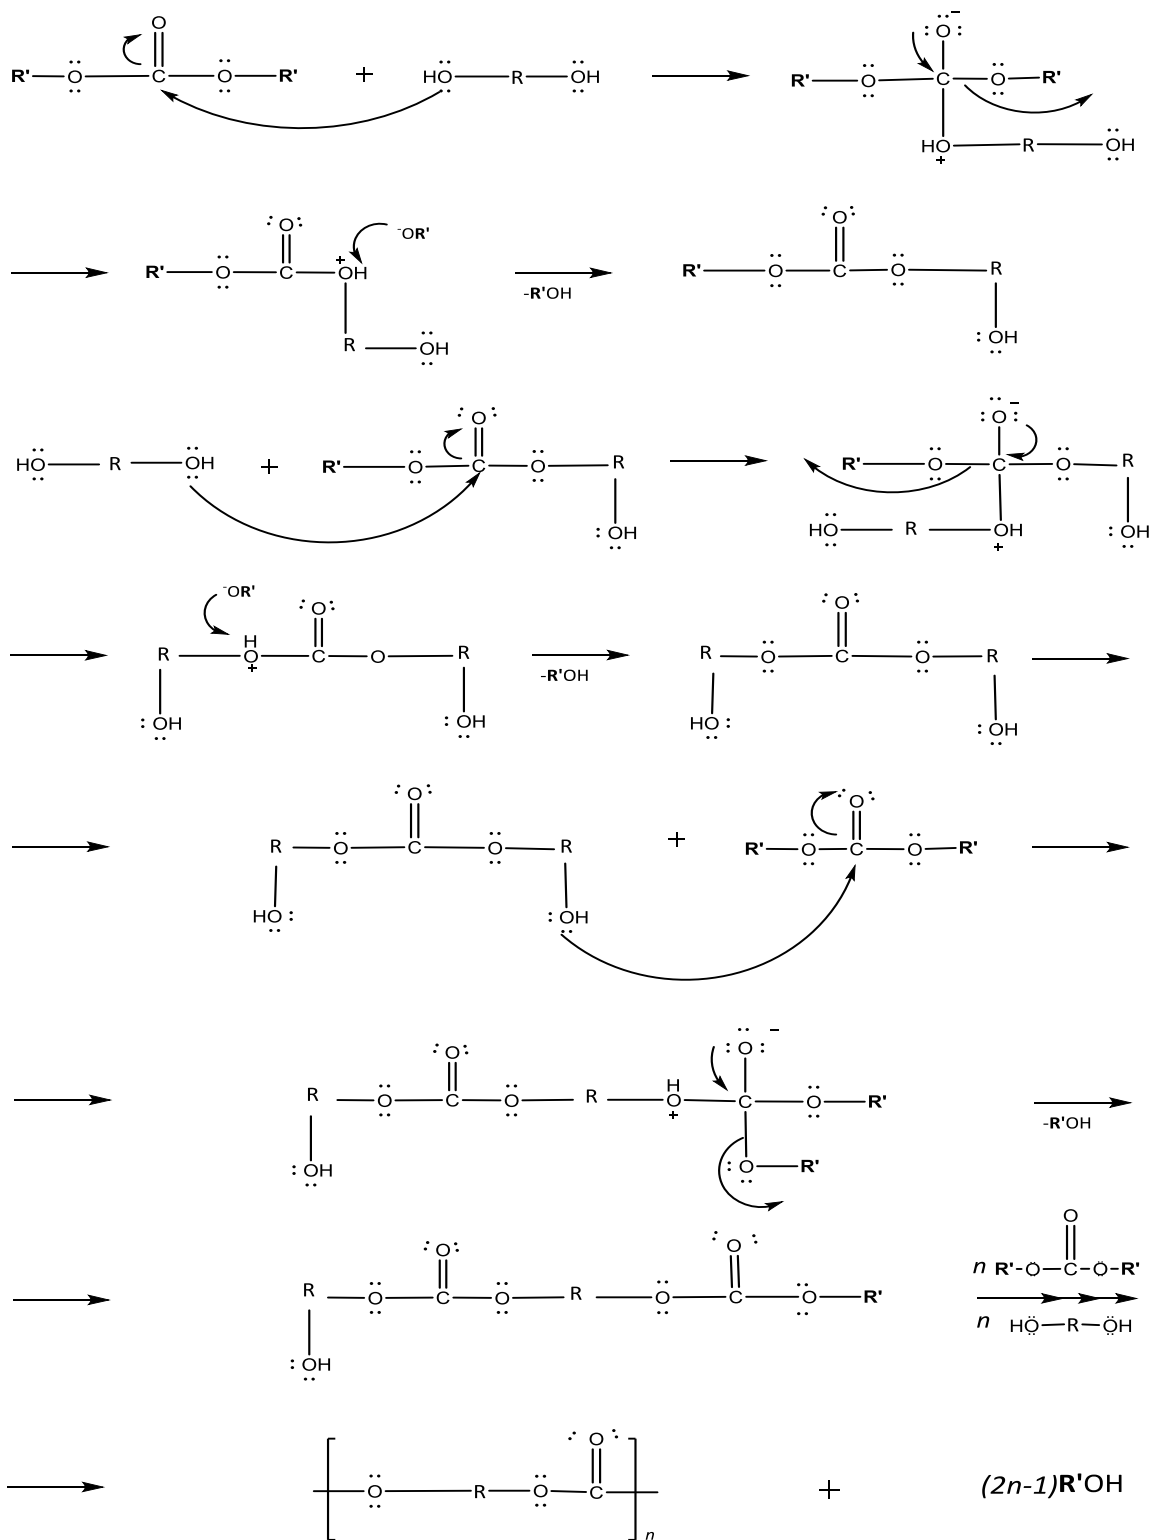 O
R' O C O R' + HO R OH
O −
R' O C O R'
HO + R OH
O
R' O C + OH ⁻OR'
R OH
-R'OH
O
R' O C O R
OH
HO R OH + R' O C O R
O
OH
O −
R' O C O R
HO R OH + OH
⁻OR'
O
R H O + C O R
OH OH
-R'OH
O
R O C O R
HO OH
O O
R O C O R + R' O C O R'
HO OH
O O −
R O C O R H O + C O R'
OH O R'
-R'OH
O O
R O C O R O C O R'
OH
O
n R'-O-C-O-R'
n HO-R-OH
O
[ O R O C ] n + (2n-1)R'OH